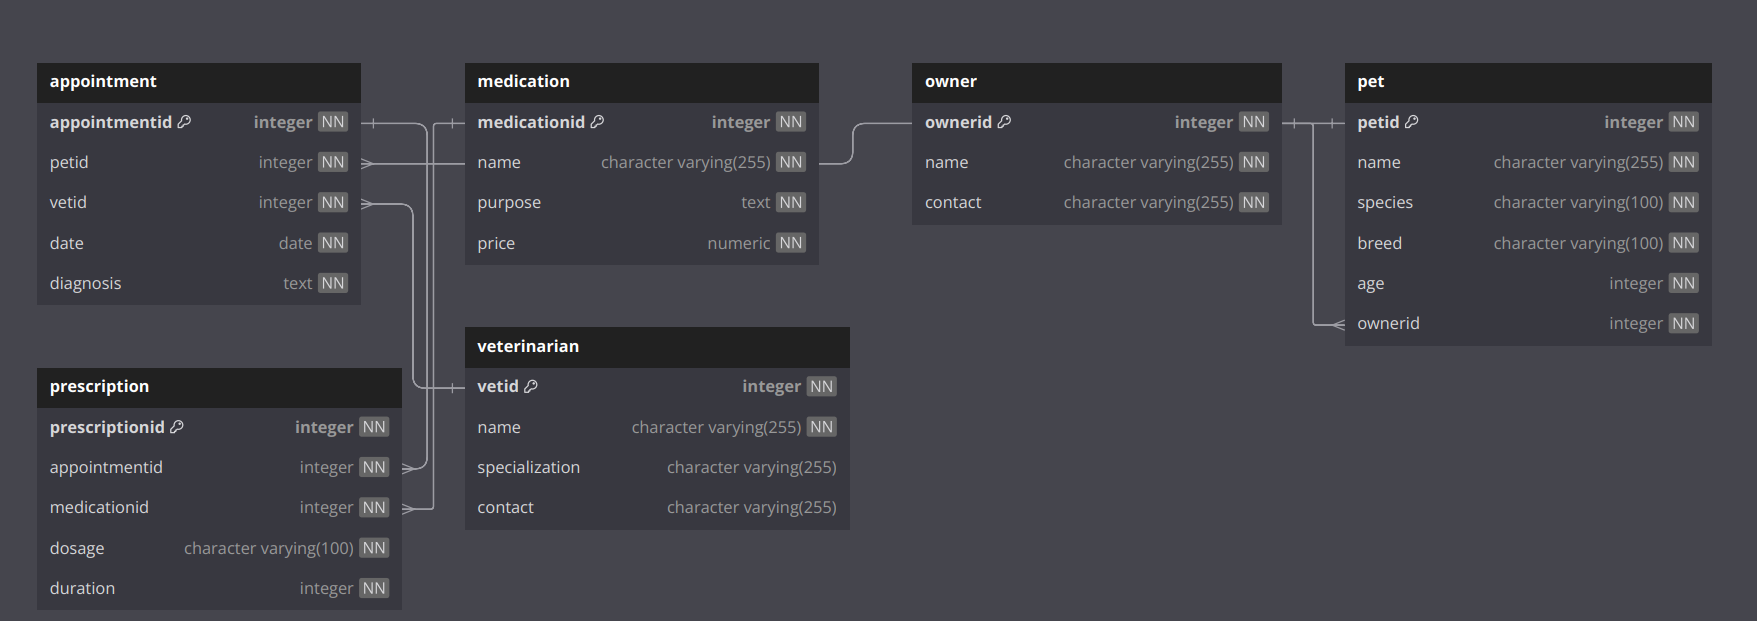 appointment
appointmentid integer NN
petid integer NN
vetid integer NN
date date NN
diagnosis text NN
medication
medicationid integer NN
name character varying(255) NN
purpose text NN
price numeric NN
owner
ownerid integer NN
name character varying(255) NN
contact character varying(255) NN
pet
petid integer NN
name character varying(255) NN
species character varying(100) NN
breed character varying(100) NN
age integer NN
ownerid integer NN
prescription
prescriptionid integer NN
appointmentid integer NN
medicationid integer NN
dosage character varying(100) NN
duration integer NN
veterinarian
vetid integer NN
name character varying(255) NN
specialization character varying(255)
contact character varying(255)